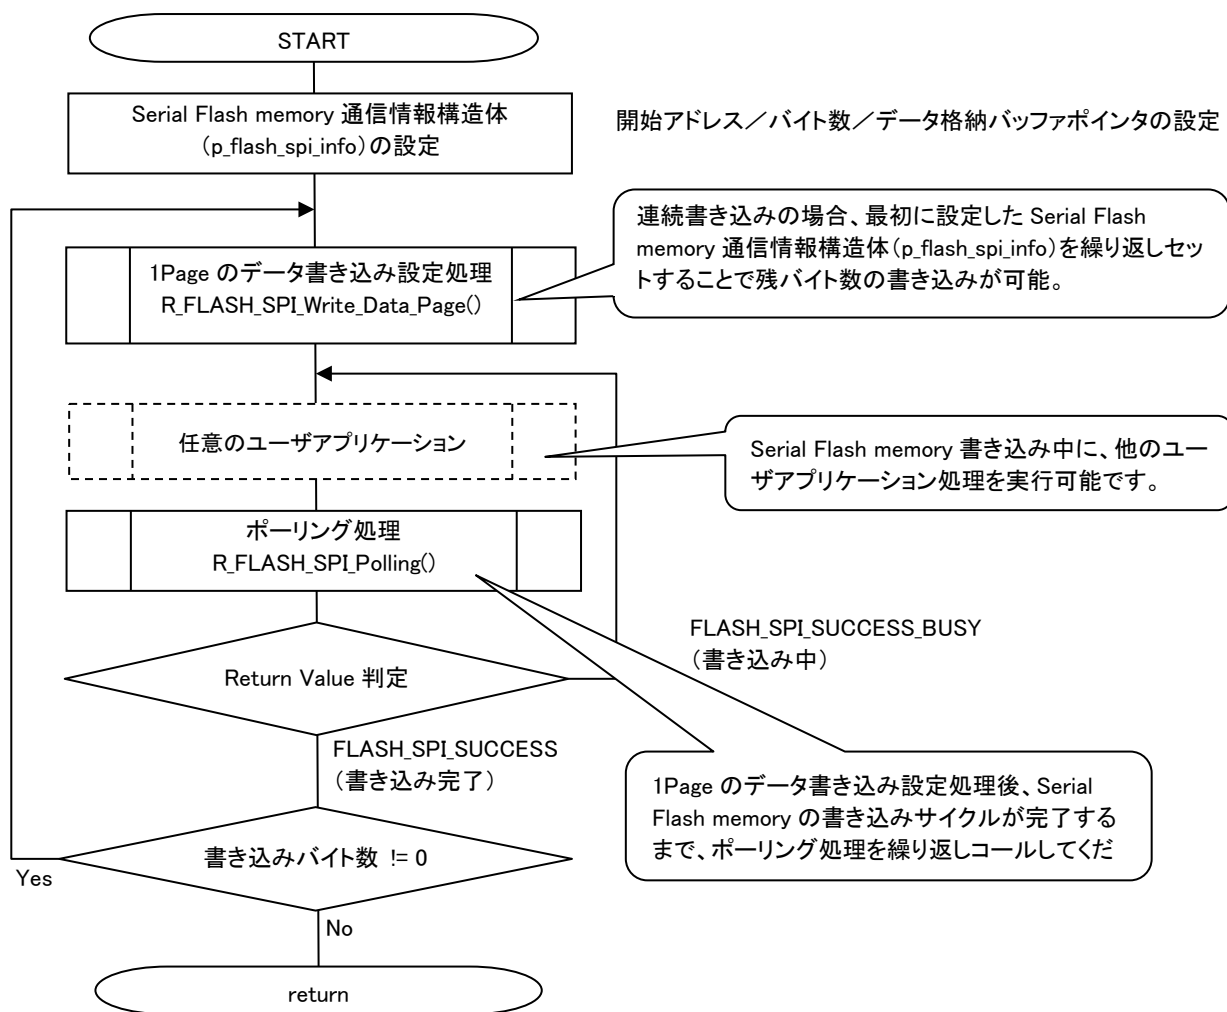 START
Serial Flash memory 通信情報構造体
（p_flash_spi_info）の設定
開始アドレス／バイト数／データ格納バッファポインタの設定
連続書き込みの場合、最初に設定した Serial Flash
memory 通信情報構造体（p_flash_spi_info）を繰り返しセッ
トすることで残バイト数の書き込みが可能。
1Page のデータ書き込み設定処理
R_FLASH_SPI_Write_Data_Page()
任意のユーザアプリケーション
Serial Flash memory 書き込み中に、他のユー
ザアプリケーション処理を実行可能です。
ポーリング処理
R_FLASH_SPI_Polling()
FLASH_SPI_SUCCESS_BUSY
（書き込み中）
Return Value 判定
FLASH_SPI_SUCCESS
（書き込み完了）
1Page のデータ書き込み設定処理後、Serial
Flash memory の書き込みサイクルが完了する
まで、ポーリング処理を繰り返しコールしてくだ
書き込みバイト数 != 0
Yes
No
return